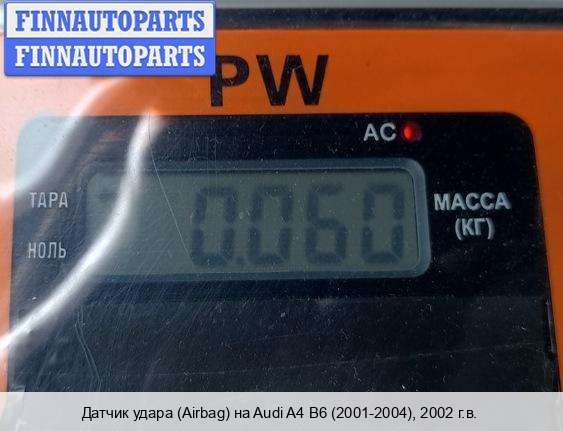 FINNAUTOPARTS
FINNAUTOPARTS
PW
AC
ТАРА
0.060
МАССА
(КГ)
НОЛЬ
Датчик удара (Airbag) на Audi A4 B6 (2001-2004), 2002 г.в.